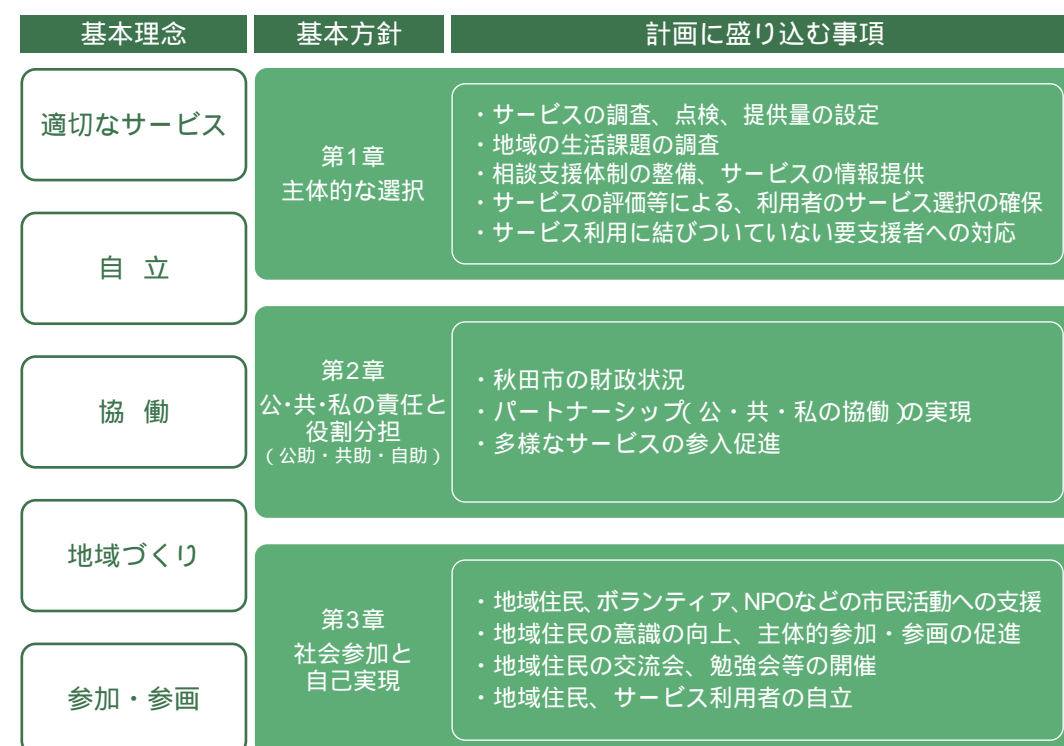 基本理念
基本方針
計画に盛り込む事項
適切なサービス
自 立
協 働
地域づくり
参加・参画
第1章
主体的な選択
・サービスの調査、点検、提供量の設定
・地域の生活課題の調査
・相談支援体制の整備、サービスの情報提供
・サービスの評価等による、利用者のサービス選択の確保
・サービス利用に結びついていない要支援者への対応
第2章
公・共・私の責任と
役割分担
(公助・共助・自助)
・秋田市の財政状況
・パートナーシップ(公・共・私の協働)の実現
・多様なサービスの参入促進
第3章
社会参加と
自己実現
・地域住民、ボランティア、NPOなどの市民活動への支援
・地域住民の意識の向上、主体的参加・参画の促進
・地域住民の交流会、勉強会等の開催
・地域住民、サービス利用者の自立